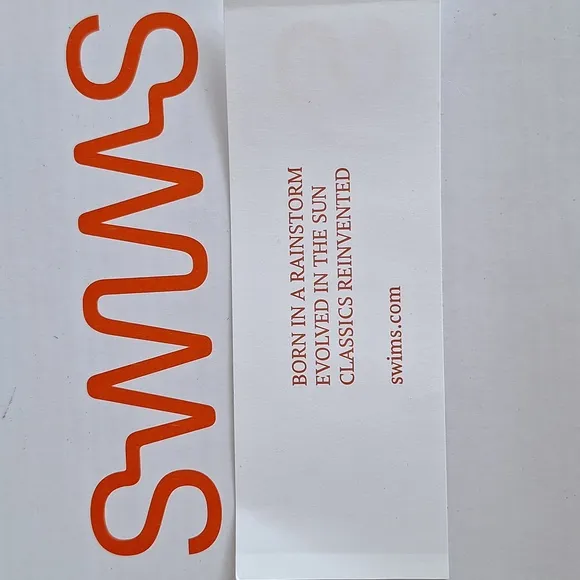 SWIMS
BORN IN A RAINSTORM
EVOLVED IN THE SUN
CLASSICS REINVENTED
swims.com